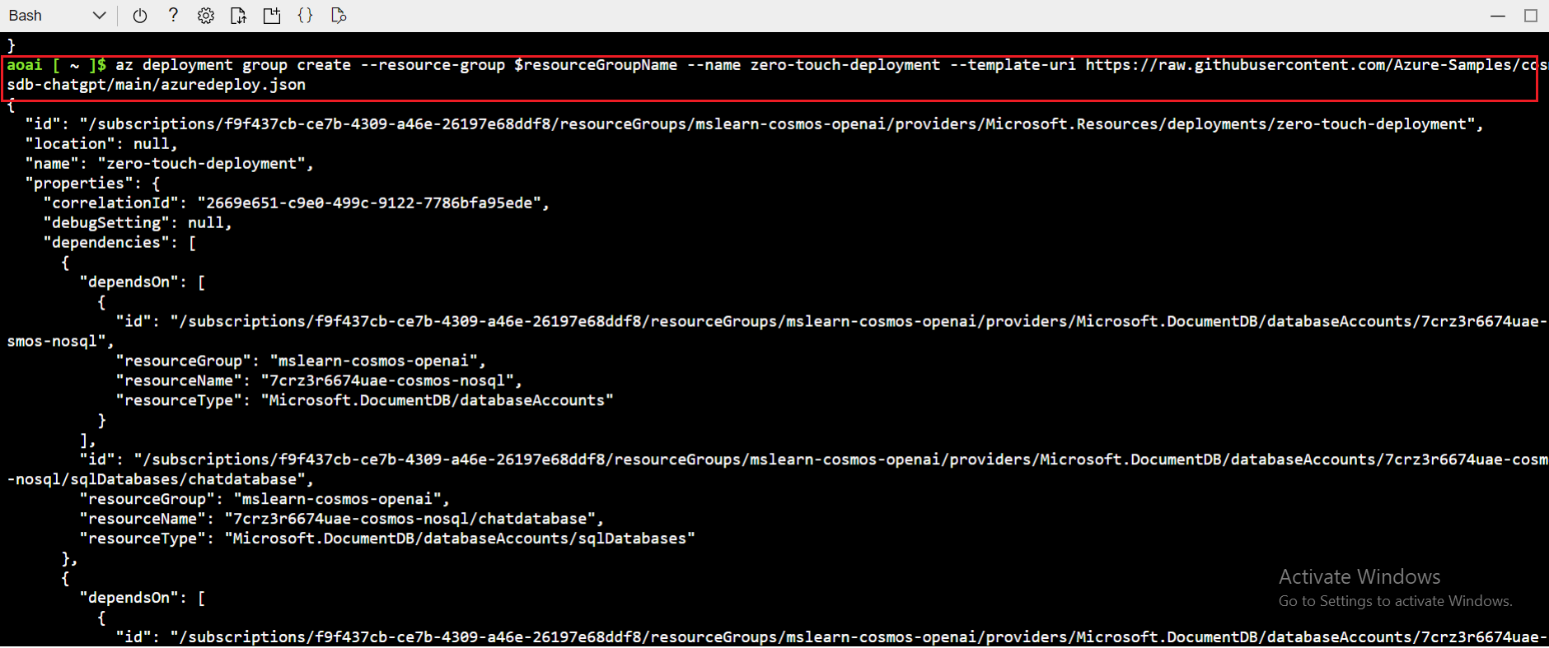 Bash
}
aoai [ ~ ]$ az deployment group create --resource-group $resourceGroupName --name zero-touch-deployment --template-uri https://raw.githubusercontent.com/Azure-Samples/cos
sdb-chatgpt/main/azuredeploy.json
{
"id": "/subscriptions/f9f437cb-ce7b-4309-a46e-26197e68ddf8/resourceGroups/mslearn-cosmos-openai/providers/Microsoft.Resources/deployments/zero-touch-deployment",
"location": null,
"name": "zero-touch-deployment",
"properties": {
"correlationId": "2669e651-c9e0-499c-9122-7786bfa95ede",
"debugSetting": null,
"dependencies": [
{
"dependsOn": [
{
"id": "/subscriptions/f9f437cb-ce7b-4309-a46e-26197e68ddf8/resourceGroups/mslearn-cosmos-openai/providers/Microsoft.DocumentDB/databaseAccounts/7crz3r6674uae-
smos-nosql",
"resourceGroup": "mslearn-cosmos-openai",
"resourceName": "7crz3r6674uae-cosmos-nosql",
"resourceType": "Microsoft.DocumentDB/databaseAccounts"
}
],
"id": "/subscriptions/f9f437cb-ce7b-4309-a46e-26197e68ddf8/resourceGroups/mslearn-cosmos-openai/providers/Microsoft.DocumentDB/databaseAccounts/7crz3r6674uae-cosm
-nosql/sqlDatabases/chatdatabase",
"resourceGroup": "mslearn-cosmos-openai",
"resourceName": "7crz3r6674uae-cosmos-nosql/chatdatabase",
"resourceType": "Microsoft.DocumentDB/databaseAccounts/sqlDatabases"
},
{
"dependsOn": [
{
"id": "/subscriptions/f9f437cb-ce7b-4309-a46e-26197e68ddf8/resourceGroups/mslearn-cosmos-openai/providers/Microsoft.DocumentDB/databaseAccounts/7crz3r6674uae-
Activate Windows
Go to Settings to activate Windows.